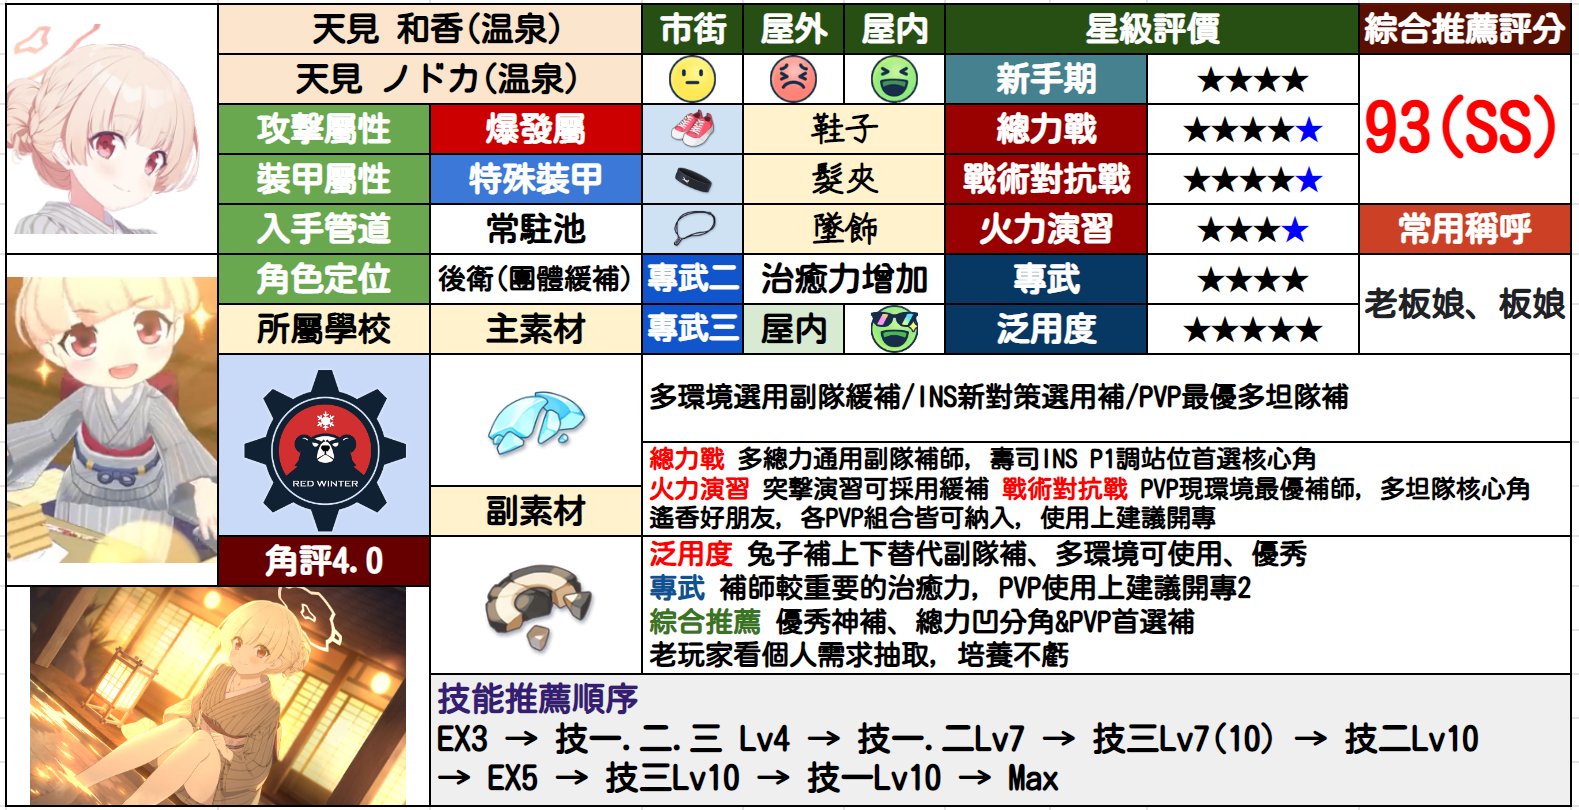 天見 和香(温泉)
市街 屋外 屋内 星級評價 綜合推薦評分
天見 ノドカ(温泉)
新手期 ★★★★ 93(SS)
攻擊屬性 爆發屬 鞋子 總力戰 ★★★★★
裝甲屬性 特殊裝甲 髮夾 戰術對抗戰 ★★★★★
入手管道 常駐池 墜飾 火力演習 ★★★★ 常用稱呼
角色定位 後衛(團體緩補) 專武二 治癒力增加 專武 ★★★★ 老板娘、板娘
所屬學校 主素材 專武三 屋内 泛用度 ★★★★★
多環境選用副隊緩補/INS新對策選用補/PVP最優多坦隊補
RED WINTER
總力戰 多總力通用副隊補師, 壽司INS P1調站位首選核心角
火力演習 突擊演習可採用緩補 戰術對抗戰 PVP現環境最優補師, 多坦隊核心角
遙香好朋友, 各PVP組合皆可納入, 使用上建議開專
副素材
角評4.0
泛用度 兔子補上下替代副隊補、多環境可使用、優秀
專武 補師較重要的治癒力, PVP使用上建議開專2
綜合推薦 優秀神補、總力凹分角&PVP首選補
老玩家看個人需求抽取, 培養不虧
技能推薦順序
EX3 → 技一.二.三 Lv4 → 技一.二Lv7 → 技三Lv7(10) → 技二Lv10
→ EX5 → 技三Lv10 → 技一Lv10 → Max